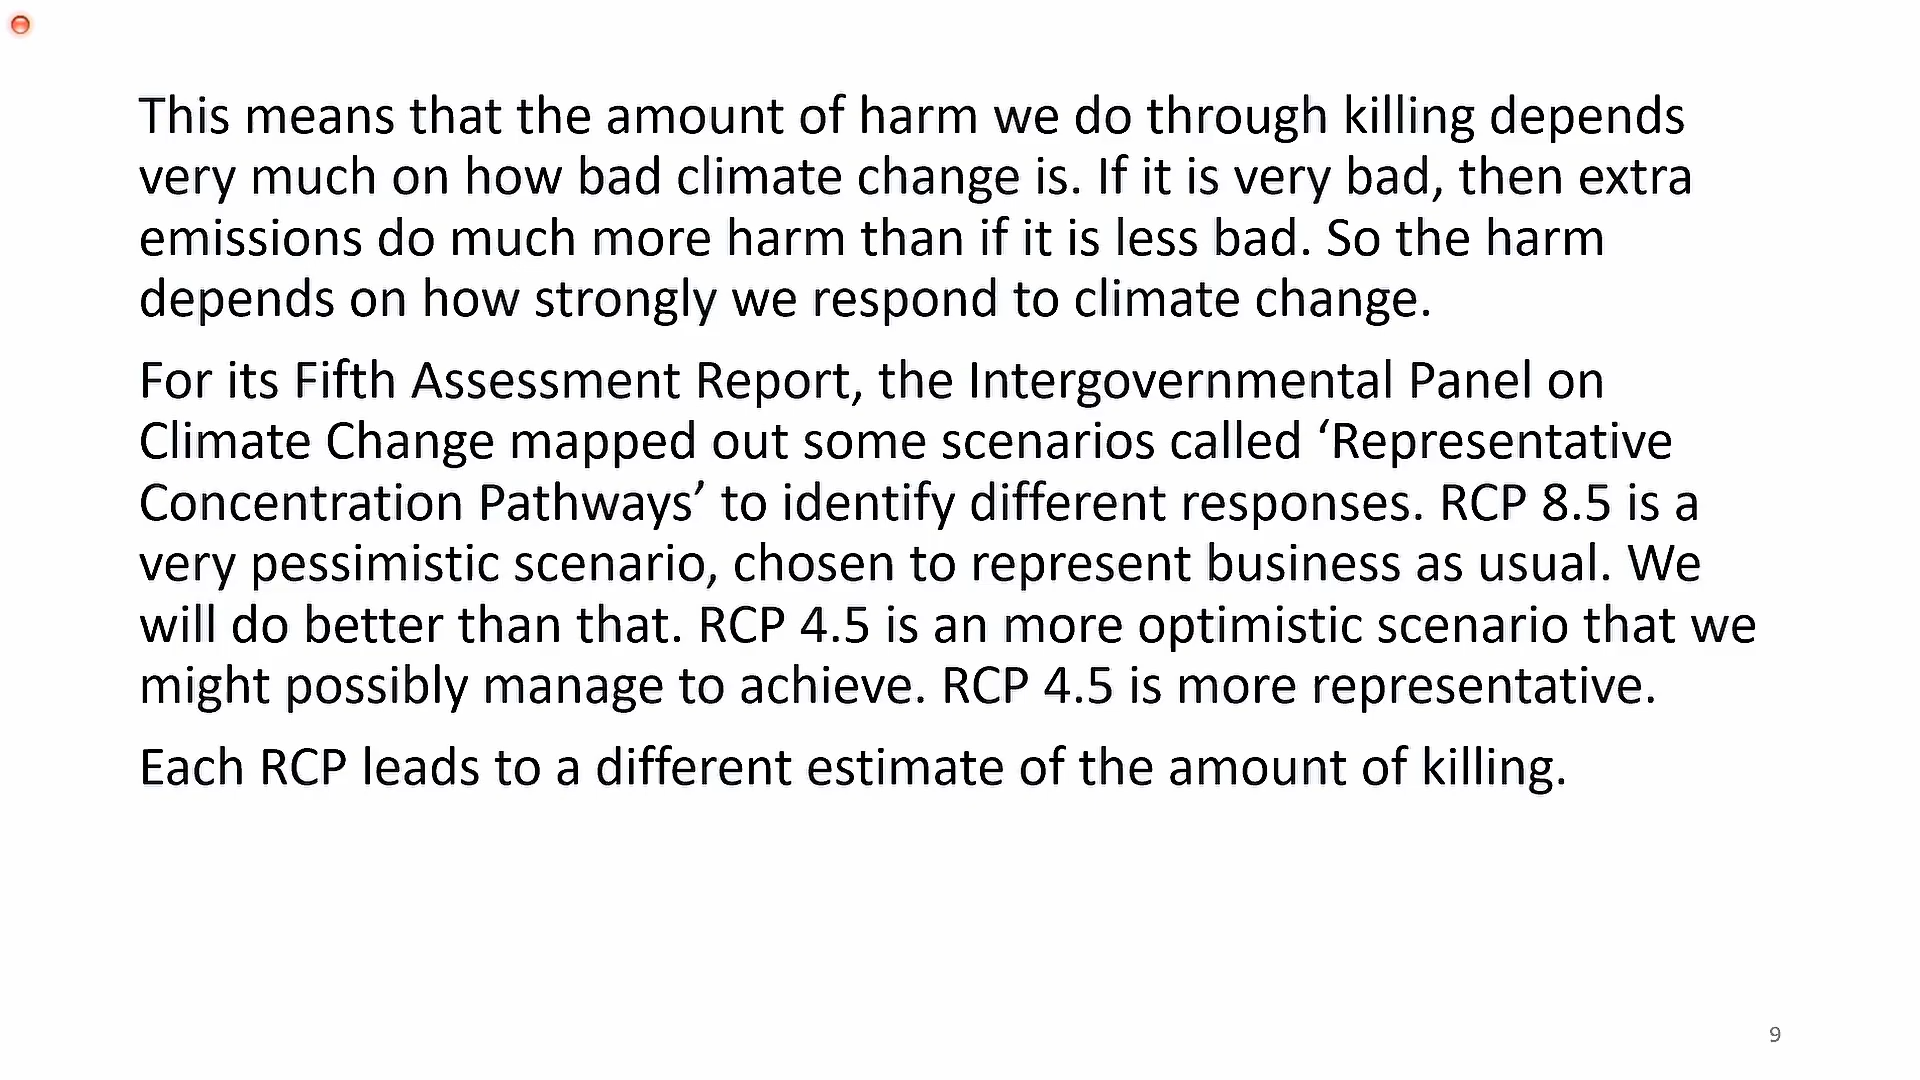 This means that the amount of harm we do through killing depends
very much on how bad climate change is. If it is very bad, then extra
emissions do much more harm than if it is less bad. So the harm
depends on how strongly we respond to climate change.
For its Fifth Assessment Report, the Intergovernmental Panel on
Climate Change mapped out some scenarios called ‘Representative
Concentration Pathways’ to identify different responses. RCP 8.5 is a
very pessimistic scenario, chosen to represent business as usual. We
will do better than that. RCP 4.5 is an more optimistic scenario that we
might possibly manage to achieve. RCP 4.5 is more representative.
Each RCP leads to a different estimate of the amount of killing.
9